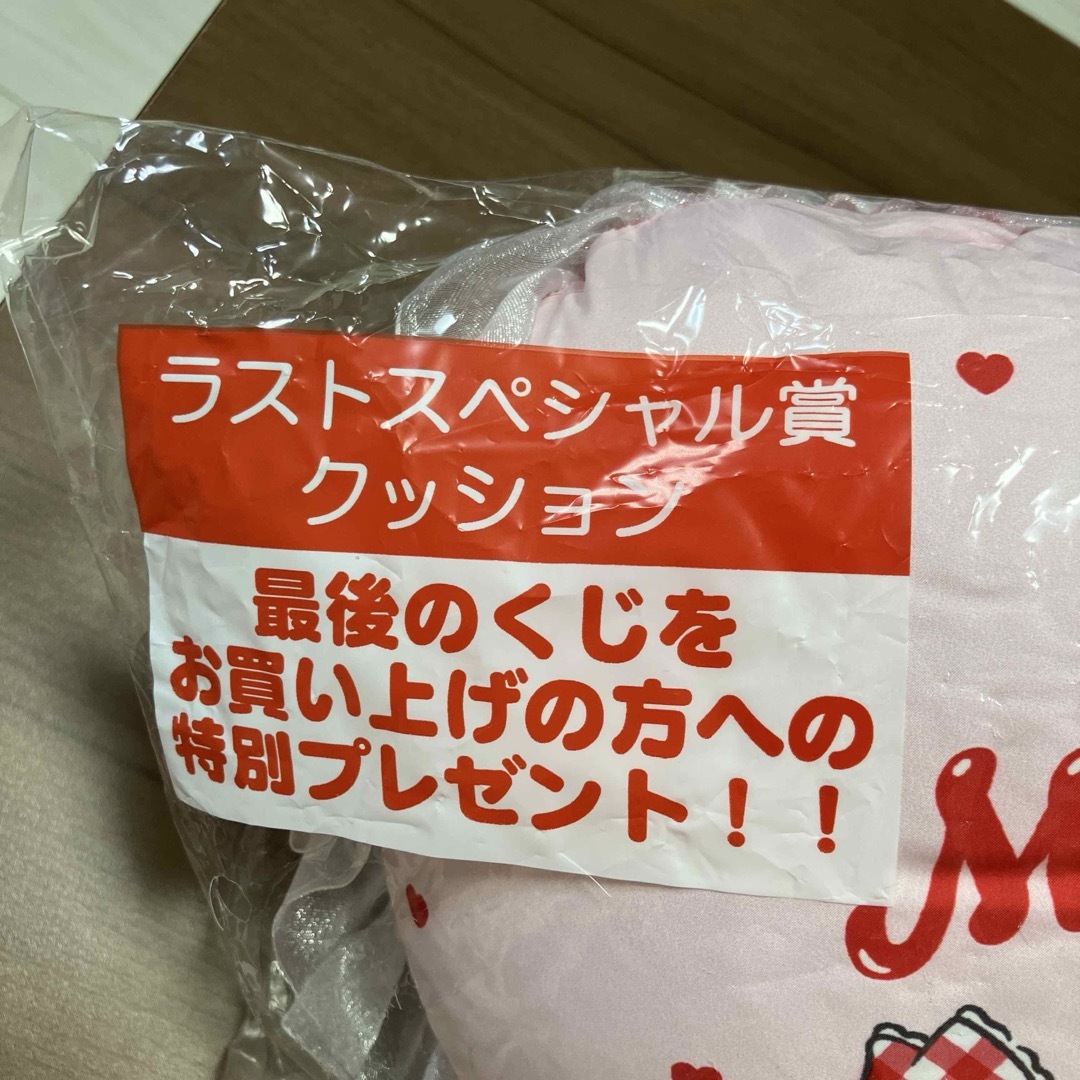 ラストスペシャル賞
クッション
最後のくじを
お買い上げの方への
特別プレゼント！！
M